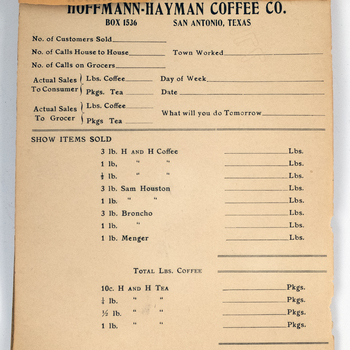 HOFFMANN-HAYMAN COFFEE CO.
BOX 1536 SAN ANTONIO, TEXAS
No. of Customers Sold
No. of Calls House to House Town Worked
No. of Calls on Grocers
Actual Sales To Consumer { Lbs. Coffee Day of Week
Pkgs. Tea Date
Actual Sales To Grocer { Lbs. Coffee
Pkgs. Tea What will you do Tomorrow
SHOW ITEMS SOLD
3 lb. H AND H Coffee Lbs.
1 lb. " " Lbs.
½ lb. " " Lbs.
3 lb. Sam Houston Lbs.
1 lb. " " Lbs.
3 lb. Broncho Lbs.
1 lb. " Lbs.
1 lb. Menger Lbs.
TOTAL LBS. COFFEE
10c. H AND H TEA Pkgs.
¼ lb. " " Pkgs.
½ lb. " " Pkgs.
1 lb. " " Pkgs.